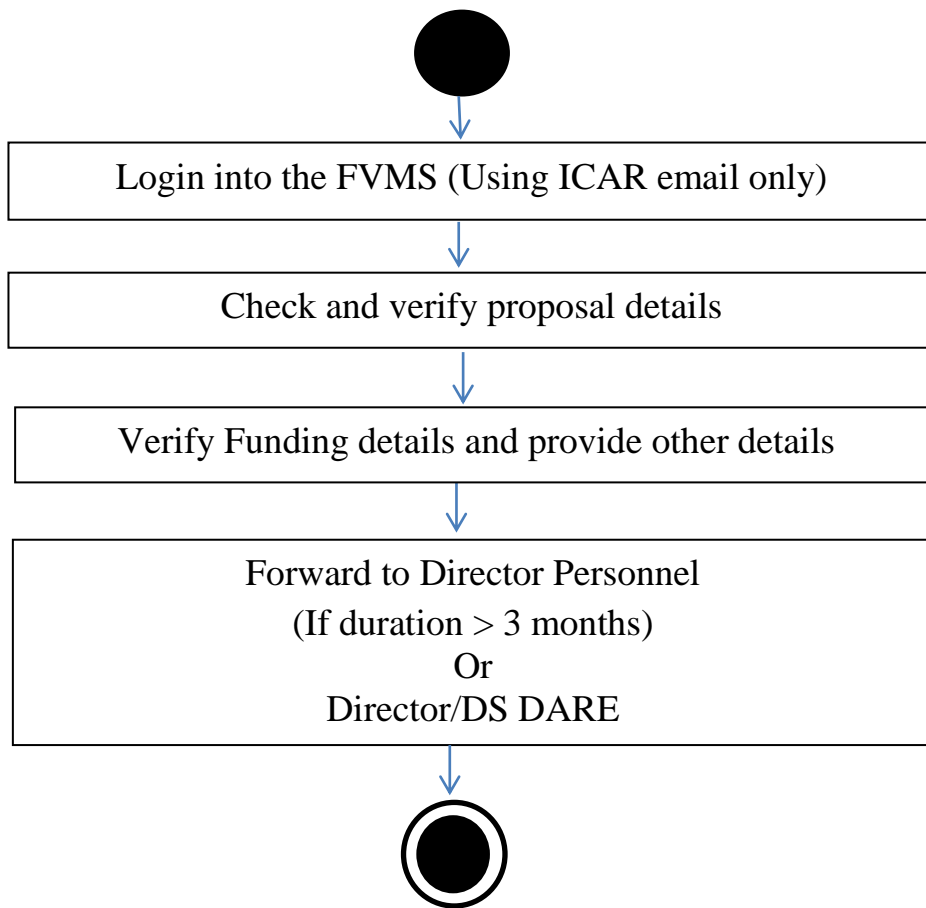 Login into the FVMS (Using ICAR email only)
Check and verify proposal details
Verify Funding details and provide other details
Forward to Director Personnel
(If duration > 3 months)
Or
Director/DS DARE